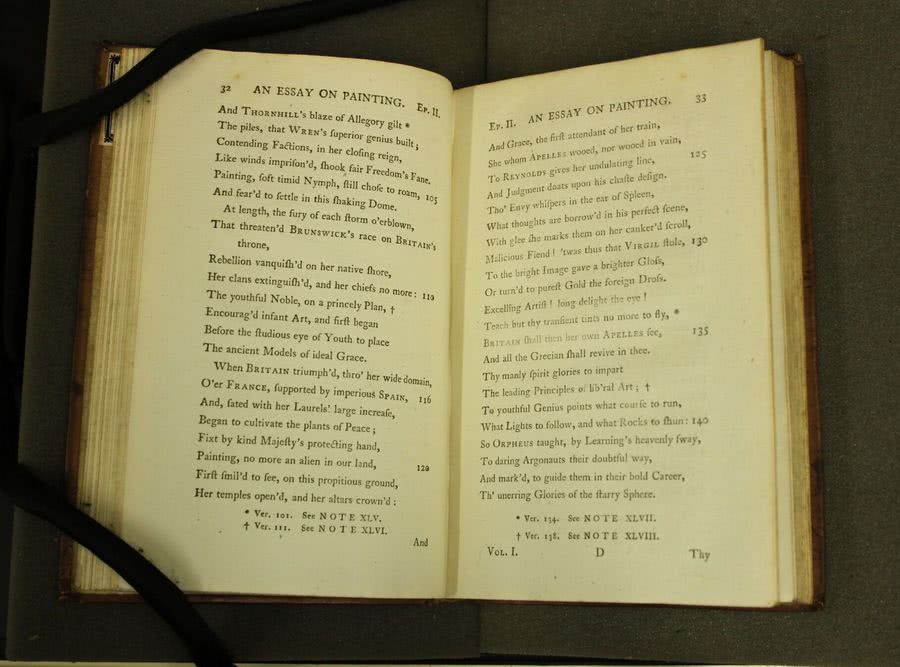 32 AN ESSAY ON PAINTING. Ep. II.
And Thornhill's blaze of Allegory gilt *
The piles, that Wren's ſuperior genius built;
Contending Factions, in her cloſing reign,
Like winds impriſon'd, ſhook fair Freedom's Fane.
Painting, ſoft timid Nymph, ſtill choſe to roam, 105
And fear'd to ſettle in this ſhaking Dome.
At length, the fury of each ſtorm o'erblown,
That threaten'd Brunswick's race on Britain's
throne,
Rebellion vanquiſh'd on her native ſhore,
Her clans extinguiſh'd, and her chiefs no more: 110
The youthful Noble, on a princely Plan, †
Encourag'd infant Art, and firſt began
Before the ſtudious eye of Youth to place
The ancient Models of ideal Grace.
When Britain triumph'd, thro' her wide domain,
O'er France, ſupported by imperious Spain, 116
And, ſated with her Laurels' large increaſe,
Began to cultivate the plants of Peace;
Fixt by kind Majeſty's protecting hand,
Painting, no more an alien in our land, 120
Firſt ſmil'd to ſee, on this propitious ground,
Her temples open'd, and her altars crown'd:
* Ver. 101. See NOTE XLV.
† Ver. 111. See NOTE XLVI.
And
Ep. II. AN ESSAY ON PAINTING. 33
And Grace, the firſt attendant of her train,
She whom Apelles wooed, nor wooed in vain,
To Reynolds gives her undulating line, 125
And Judgment doats upon his chaſte deſign.
Tho' Envy whiſpers in the ear of Spleen,
What thoughts are borrow'd in his perfect ſcene,
With glee ſhe marks them on her canker'd ſcroll,
Malicious Fiend! 'twas thus that Virgil ſtole, 130
To the bright Image gave a brighter Gloſs,
Or turn'd to pureſt Gold the foreign Droſs.
Excelling Artiſt! long delight the eye!
Teach but thy tranſient tints no more to fly, *
Britain ſhall then her own Apelles ſee, 135
And all the Grecian ſhall revive in thee.
Thy manly ſpirit glories to impart
The leading Principles of lib'ral Art; †
To youthful Genius points what courſe to run,
What Lights to follow, and what Rocks to ſhun: 140
So Orpheus taught, by Learning's heavenly ſway,
To daring Argonauts their doubtful way,
And mark'd, to guide them in their bold Career,
Th' unerring Glories of the ſtarry Sphere.
* Ver. 134. See NOTE XLVII.
† Ver. 138. See NOTE XLVIII.
Vol. I. D Thy